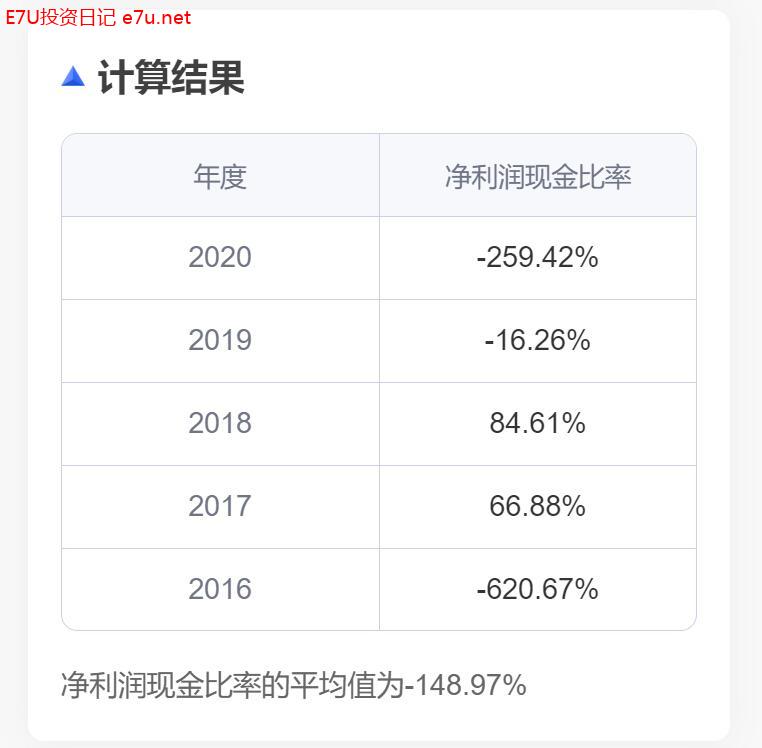 E7U投资日记 e7u.net
计算结果
年度 净利润现金比率
2020 -259.42%
2019 -16.26%
2018 84.61%
2017 66.88%
2016 -620.67%
净利润现金比率的平均值为-148.97%